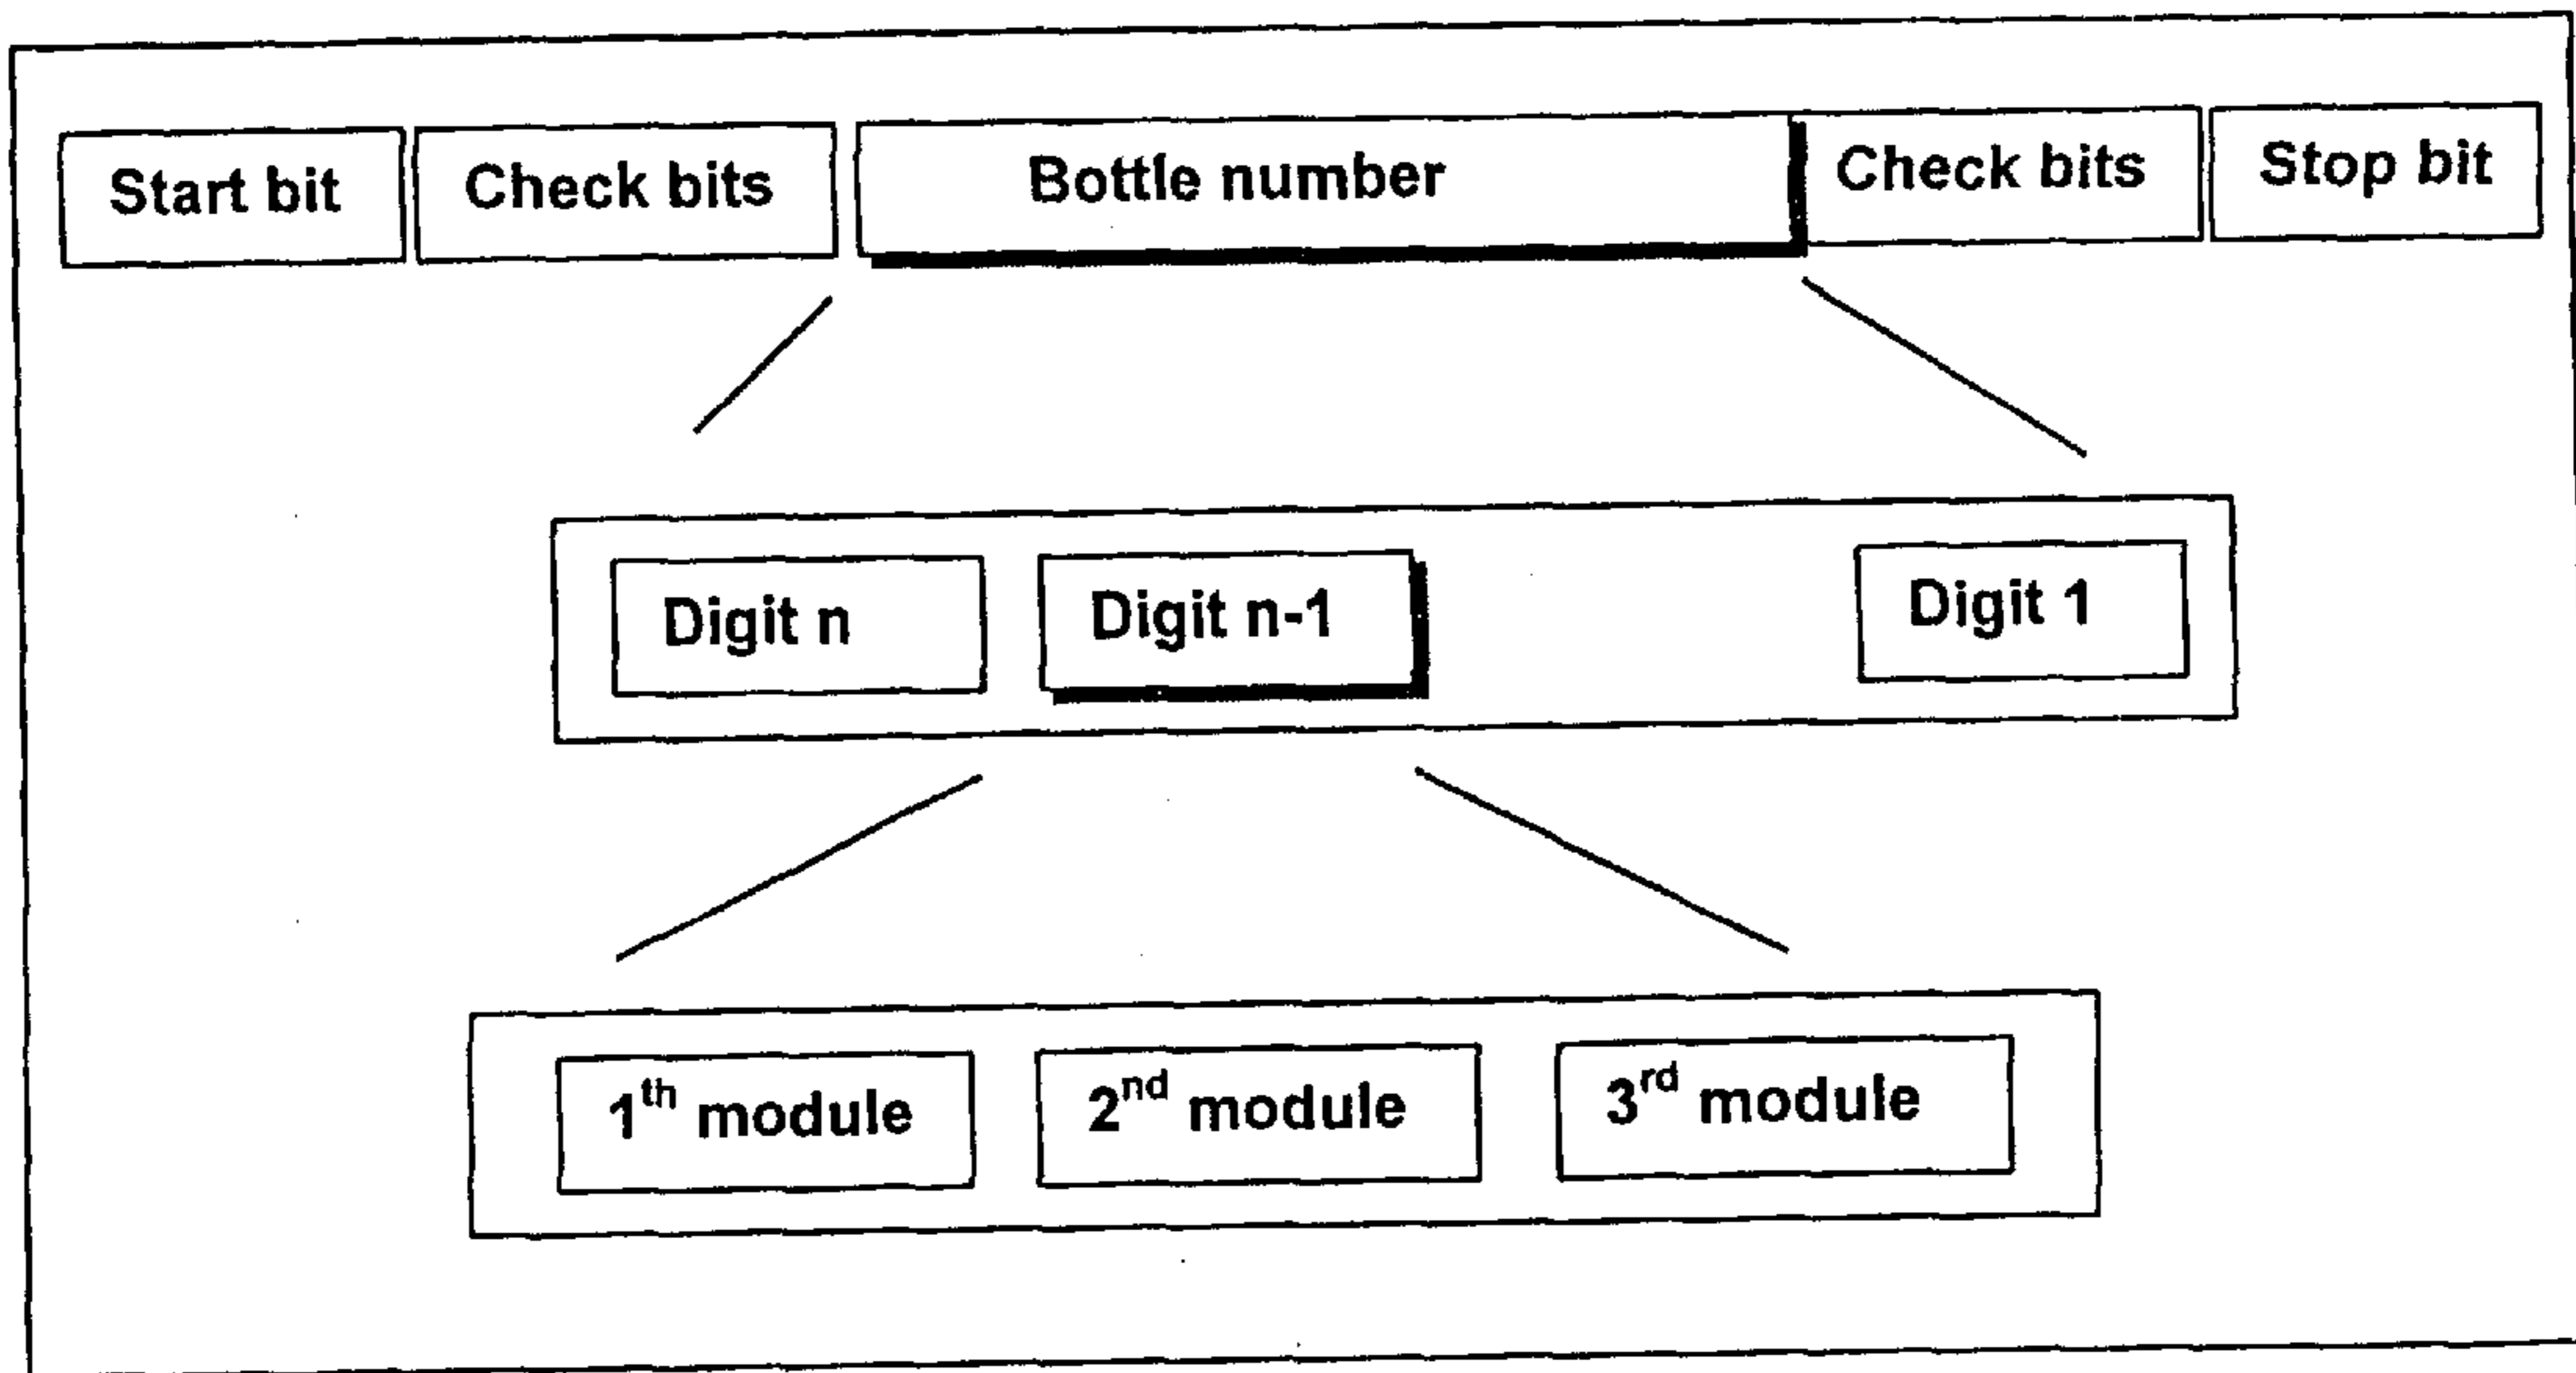 Start bit Check bits Bottle number Check bits Stop bit
Digit n Digit n-1 Digit 1
1th module 2nd module 3rd module